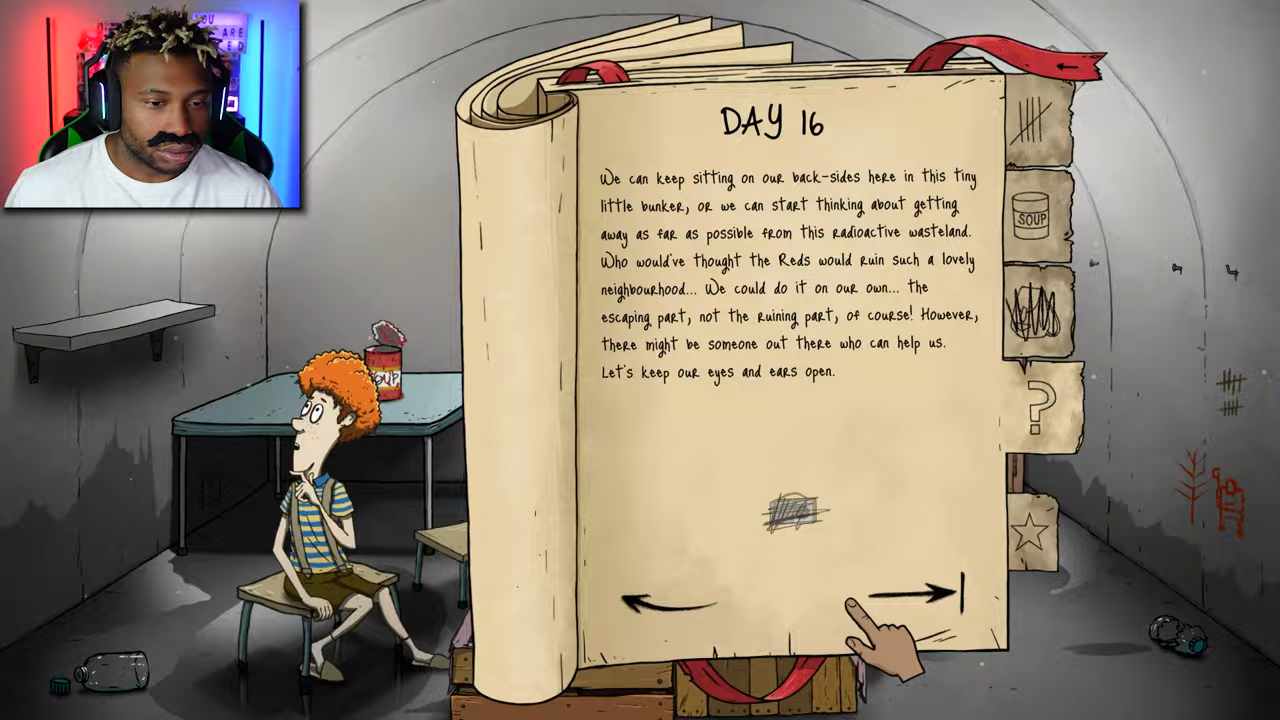 DAY 16
We can keep sitting on our back-sides here in this tiny
little bunker, or we can start thinking about getting
away as far as possible from this radioactive wasteland.
Who would've thought the Reds would ruin such a lovely
neighbourhood... We could do it on our own... the
escaping part, not the ruining part, of course! However,
there might be someone out there who can help us.
Let's keep our eyes and ears open.
SOUP
?
SOUP
YOU
ARE